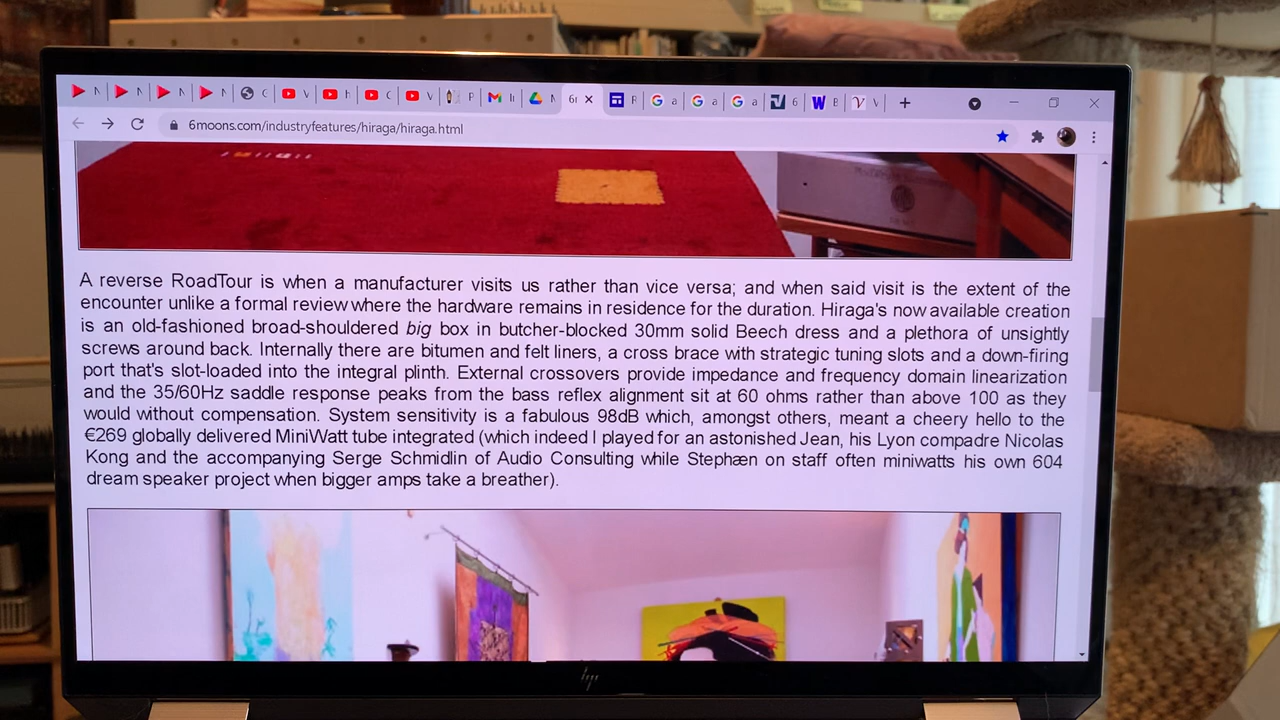 6moons.com/industryfeatures/hiraga/hiraga.html
A reverse RoadTour is when a manufacturer visits us rather than vice versa; and when said visit is the extent of the
encounter unlike a formal review where the hardware remains in residence for the duration. Hiraga's now available creation
is an old-fashioned broad-shouldered big box in butcher-blocked 30mm solid Beech dress and a plethora of unsightly
screws around back. Internally there are bitumen and felt liners, a cross brace with strategic tuning slots and a down-firing
port that's slot-loaded into the integral plinth. External crossovers provide impedance and frequency domain linearization
and the 35/60Hz saddle response peaks from the bass reflex alignment sit at 60 ohms rather than above 100 as they
would without compensation. System sensitivity is a fabulous 98dB which, amongst others, meant a cheery hello to the
€269 globally delivered MiniWatt tube integrated (which indeed I played for an astonished Jean, his Lyon compadre Nicolas
Kong and the accompanying Serge Schmidlin of Audio Consulting while Stephæn on staff often miniwatts his own 604
dream speaker project when bigger amps take a breather).
hp